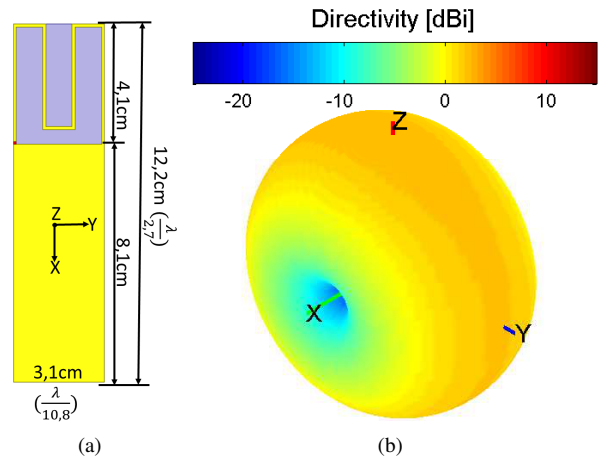 Directivity [dBi]
-20 -10 0 10
4,1cm
12,2cm (λ/2,7)
8,1cm
Z
Y
X
3,1cm
(λ/10,8)
Z
X
Y
(a) (b)